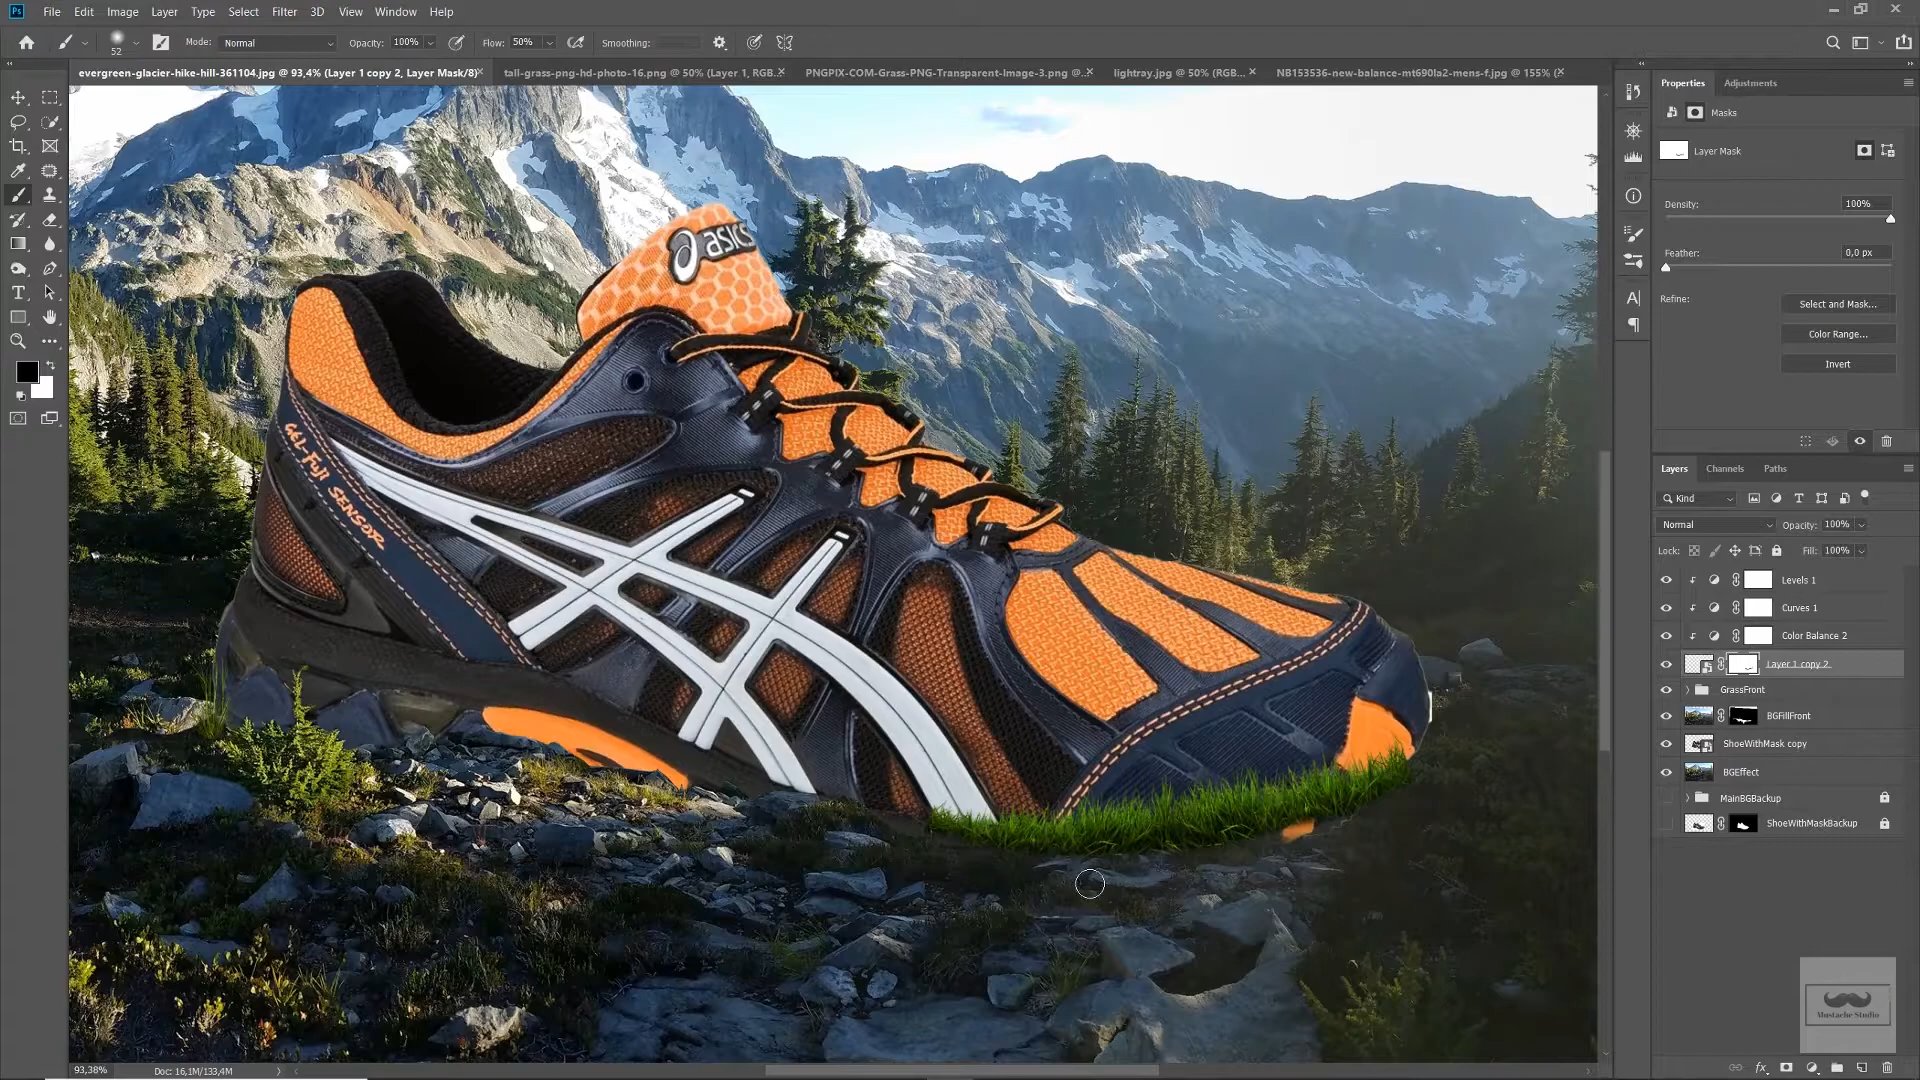 Ps File Edit Image Layer Type Select Filter 3D View Window Help
52 Mode: Normal Opacity: 100% Flow: 50% Smoothing:
evergreen-glacier-hike-hill-361104.jpg @ 93,4% (Layer 1 copy 2, Layer Mask/8) tall-grass-png-hd-photo-16.png @ 50% (Layer 1, RGB... PNGPIX-COM-Grass-PNG-Transparent-Image-3.png @... lightray.jpg @ 50% (RGB... NB153536-new-balance-mt690la2-mens-f.jpg @ 155% (
Properties Adjustments
Masks
Layer Mask
Density: 100%
Feather: 0,0 px
Refine: Select and Mask...
Color Range...
Invert
asics
GEL-FUJI SENSOR
Layers Channels Paths
Kind
Normal Opacity: 100%
Lock: Fill: 100%
Levels 1
Curves 1
Color Balance 2
Layer 1 copy 2
GrassFront
BGFillFront
ShoeWithMask copy
BGEffect
MainBGBackup
ShoeWithMaskBackup
Mustache Studio
93,38% Doc: 16,1M/133,4M
fx